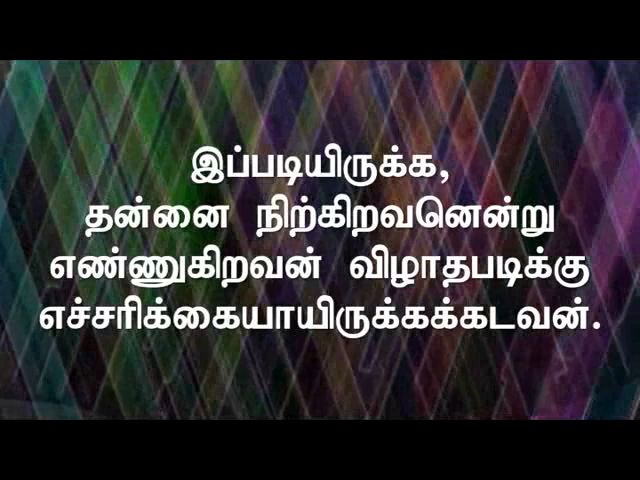 இப்படியிருக்க,
தன்னை நிற்கிறவனென்று
எண்ணுகிறவன் விழாதபடிக்கு
எச்சரிக்கையாயிருக்கக்கடவன்.